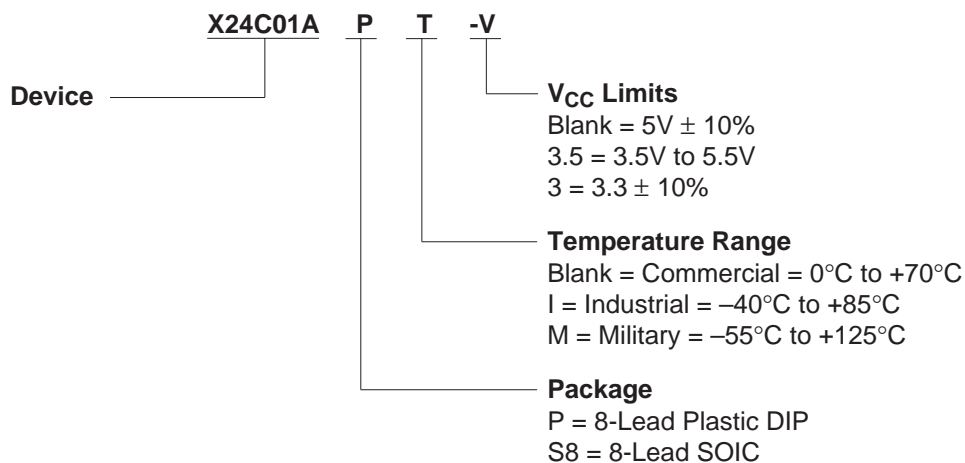 X24C01A P T -V
Device
VCC Limits
Blank = 5V ± 10%
3.5 = 3.5V to 5.5V
3 = 3.3 ± 10%
Temperature Range
Blank = Commercial = 0°C to +70°C
I = Industrial = –40°C to +85°C
M = Military = –55°C to +125°C
Package
P = 8-Lead Plastic DIP
S8 = 8-Lead SOIC